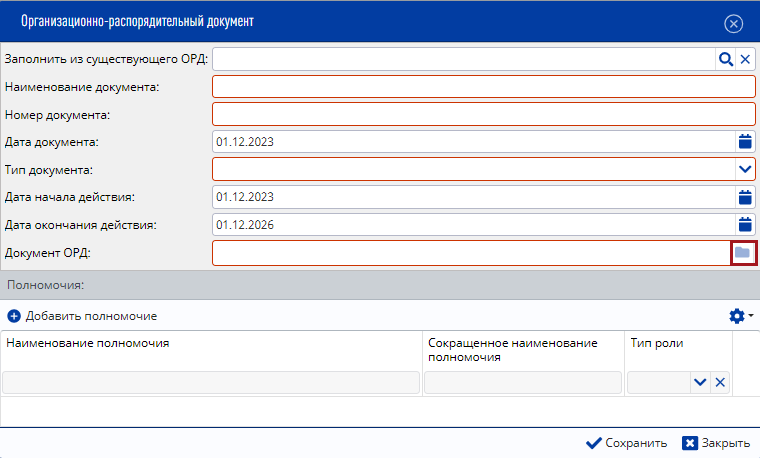 Организационно-распорядительный документ
Заполнить из существующего ОРД:
Наименование документа:
Номер документа:
Дата документа: 01.12.2023
Тип документа:
Дата начала действия: 01.12.2023
Дата окончания действия: 01.12.2026
Документ ОРД:
Полномочия:
Добавить полномочие
Наименование полномочия
Сокращенное наименование
полномочия
Тип роли
Сохранить Закрыть